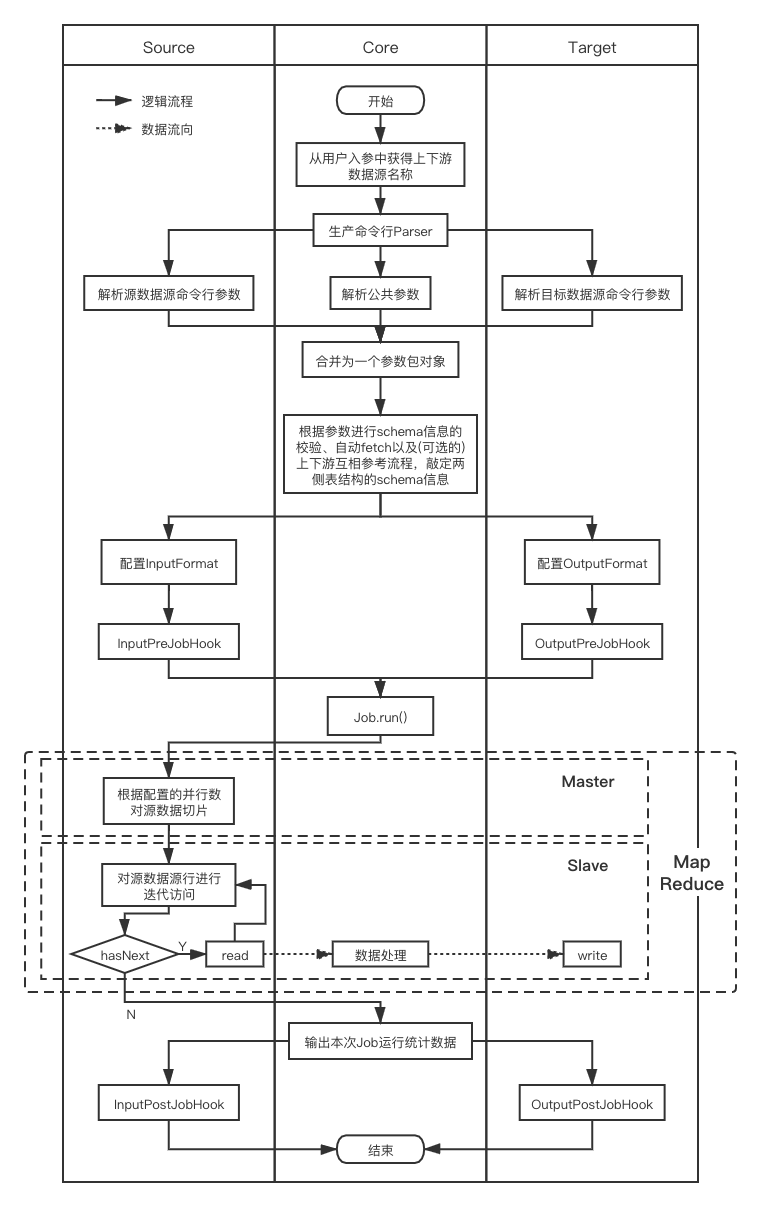 Source
Core
Target
逻辑流程
数据流向
开始
从用户入参中获得上下游
数据源名称
生产命令行Parser
解析源数据源命令行参数
解析公共参数
解析目标数据源命令行参数
合并为一个参数包对象
根据参数进行schema信息的
校验、自动fetch以及(可选的)
上下游互相参考流程，敲定两
侧表结构的schema信息
配置InputFormat
配置OutputFormat
InputPreJobHook
OutputPreJobHook
Job.run()
Master
根据配置的并行数
对源数据切片
Slave
Map
Reduce
对源数据源行进行
迭代访问
hasNext
Y
read
数据处理
write
N
输出本次Job运行统计数据
InputPostJobHook
OutputPostJobHook
结束